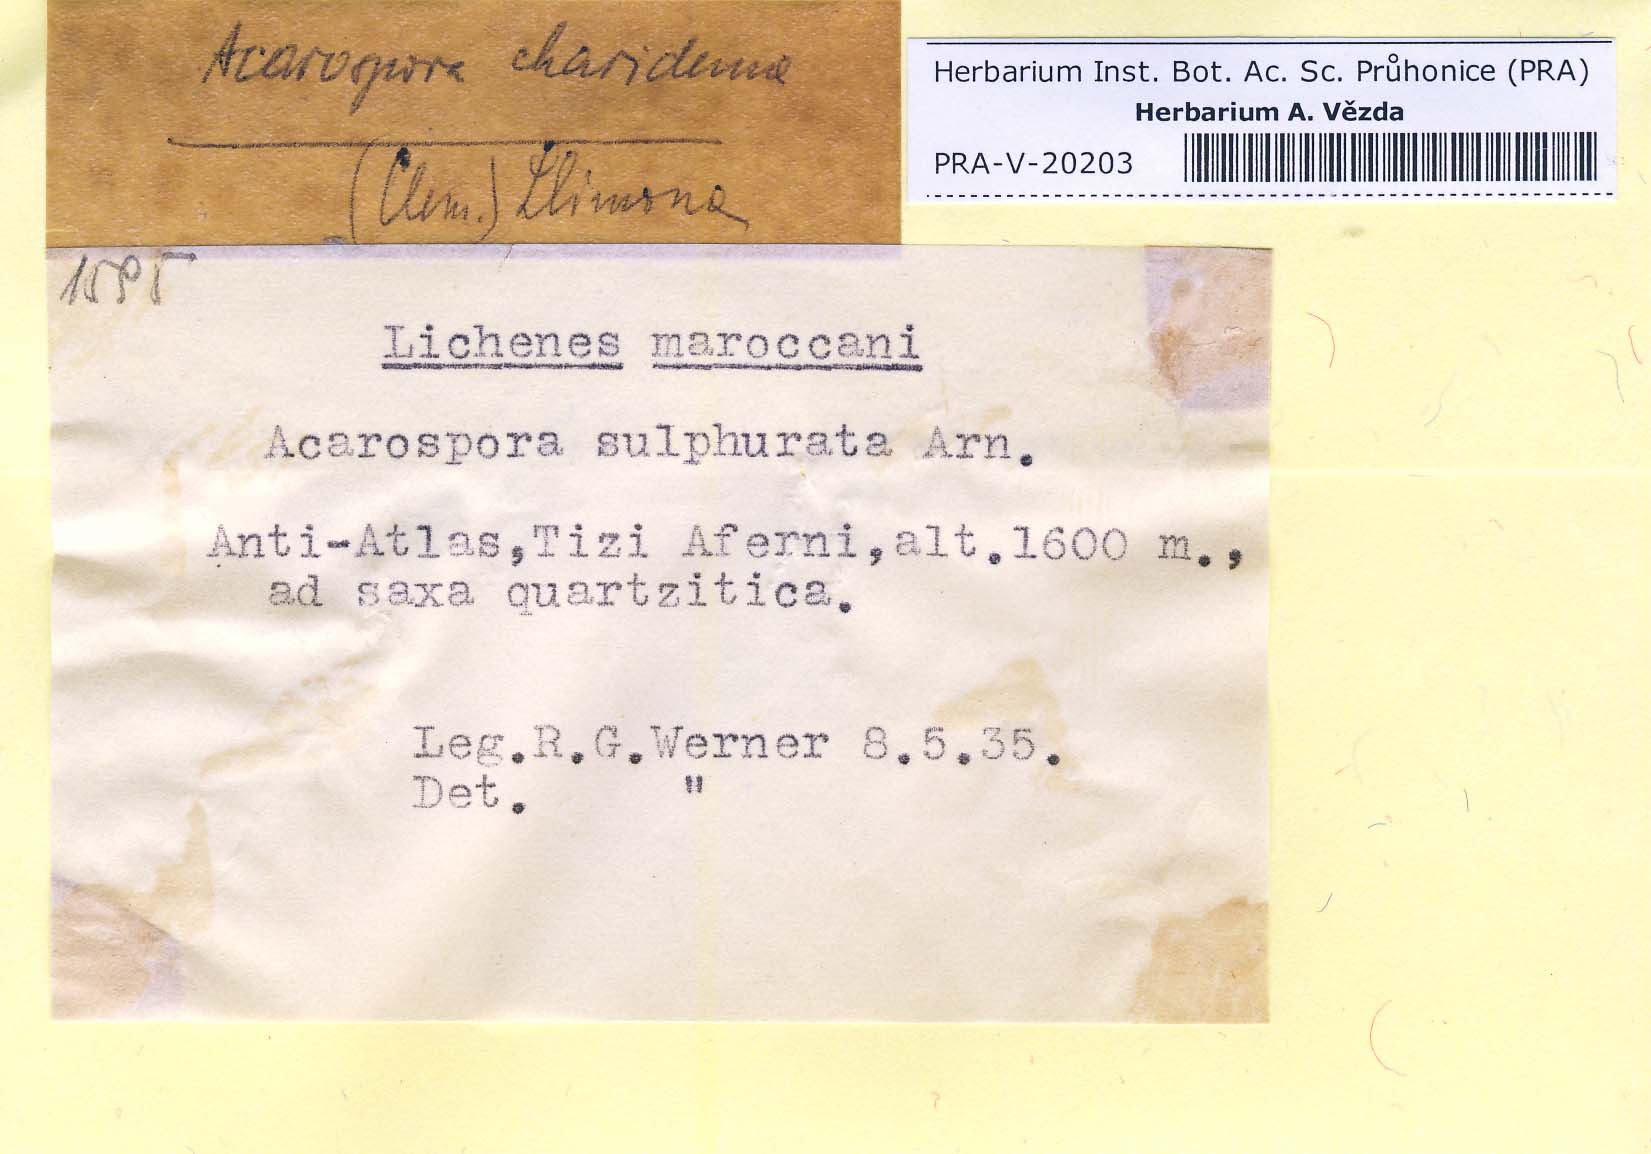 Acarospora charidema
(Clem.) Llimona
Herbarium Inst. Bot. Ac. Sc. Průhonice (PRA)
Herbarium A. Vězda
PRA-V-20203
1595
Lichenes maroccani
Acarospora sulphurata Arn.
Anti-Atlas,Tizi Aferni,alt.1600 m.,
ad saxa quartzitica.
Leg.R.G.Werner 8.5.35.
Det. "